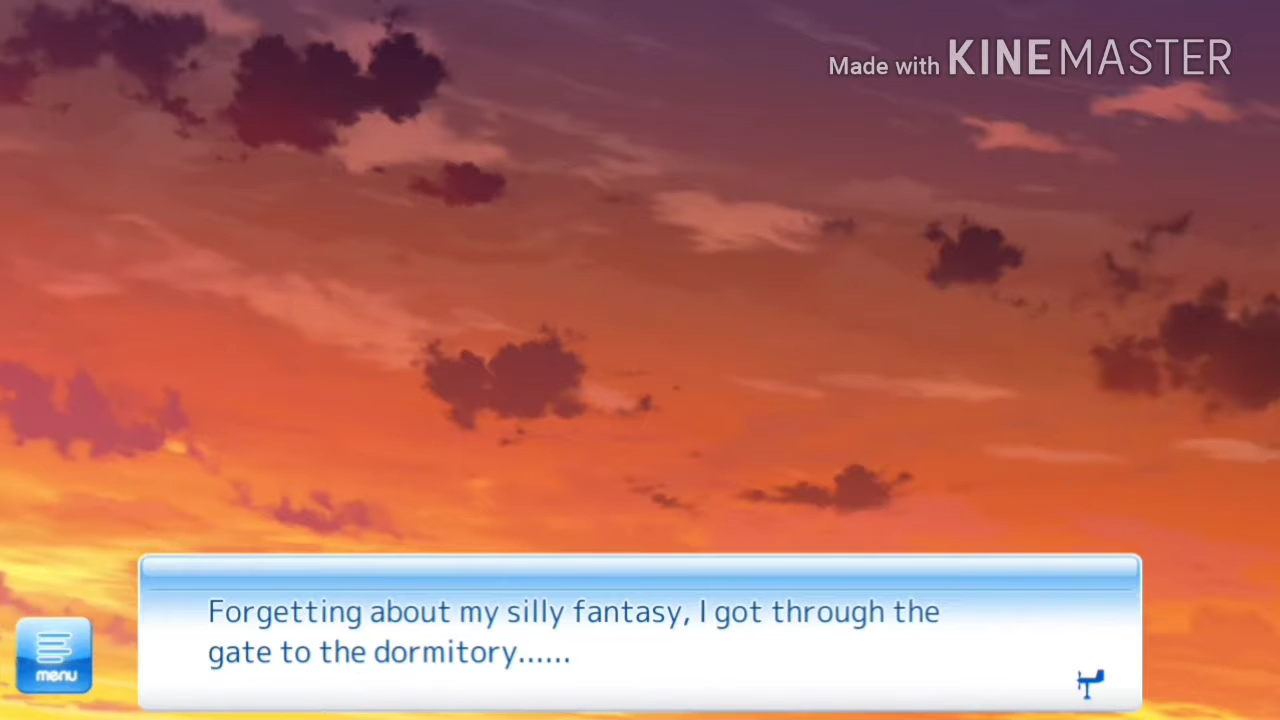 Made with KINEMASTER
Forgetting about my silly fantasy, I got through the
gate to the dormitory......
menu